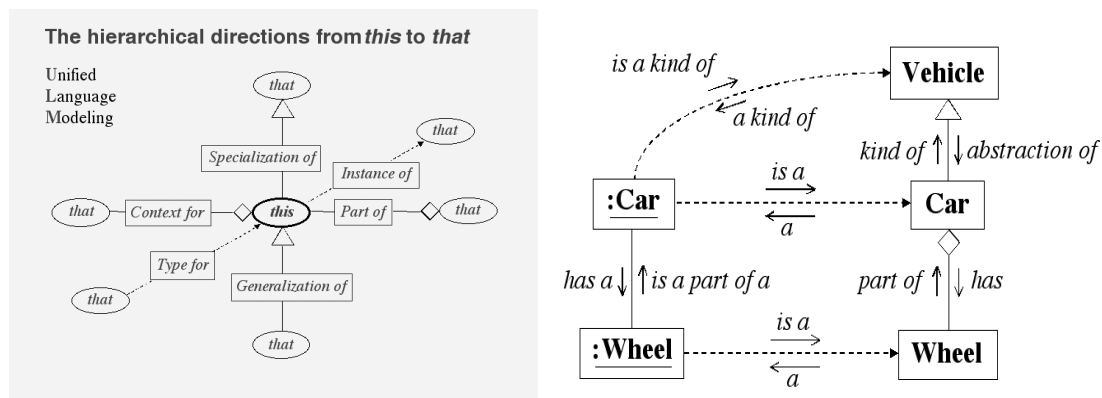 The hierarchical directions from this to that
Unified
Language
Modeling
that
that
Specialization of
Instance of
that
Context for
this
Part of
that
Type for
Generalization of
that
that
is a kind of
a kind of
Vehicle
kind of
abstraction of
:Car
is a
a
Car
has a
is a part of a
part of
has
:Wheel
is a
a
Wheel